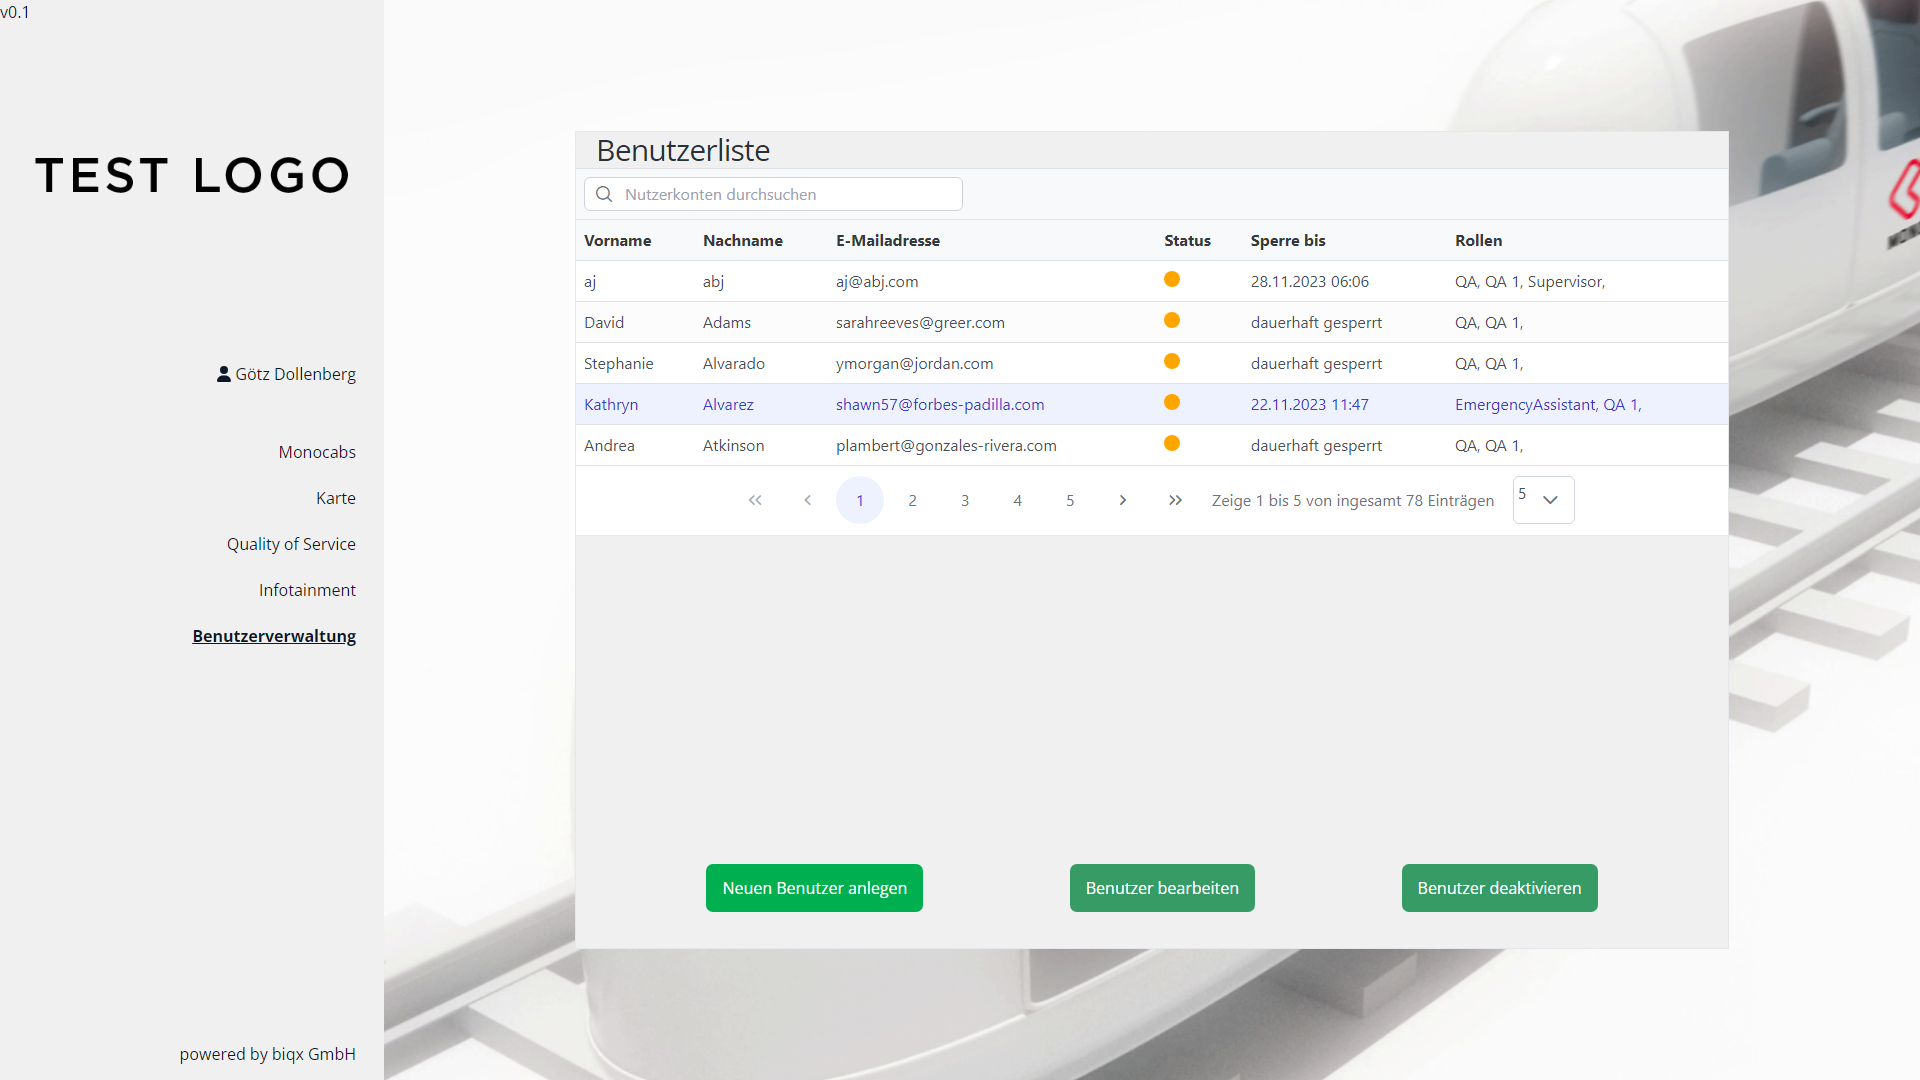 v0.1
TEST LOGO
Götz Dollenberg
Monocabs
Karte
Quality of Service
Infotainment
Benutzerverwaltung
powered by biqx GmbH
Benutzerliste
Nutzerkonten durchsuchen
Vorname Nachname E-Mailadresse Status Sperre bis Rollen
aj abj aj@abj.com 28.11.2023 06:06 QA, QA 1, Supervisor,
David Adams sarahreeves@greer.com dauerhaft gesperrt QA, QA 1,
Stephanie Alvarado ymorgan@jordan.com dauerhaft gesperrt QA, QA 1,
Kathryn Alvarez shawn57@forbes-padilla.com 22.11.2023 11:47 EmergencyAssistant, QA 1,
Andrea Atkinson plambert@gonzales-rivera.com dauerhaft gesperrt QA, QA 1,
1 2 3 4 5 Zeige 1 bis 5 von ingesamt 78 Einträgen 5
Neuen Benutzer anlegen Benutzer bearbeiten Benutzer deaktivieren